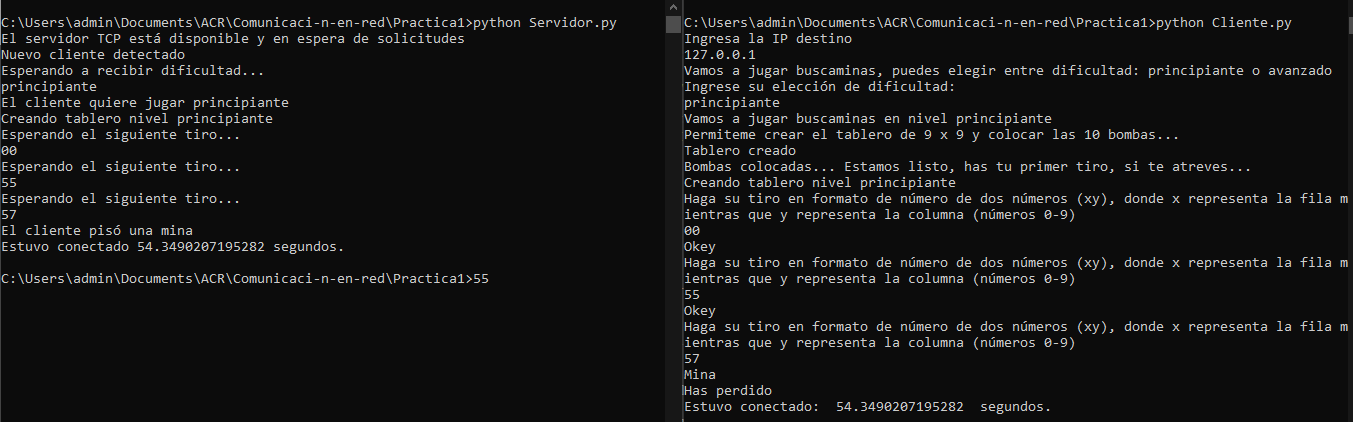 C:\Users\admin\Documents\ACR\Comunicaci-n-en-red\Practica1>python Servidor.py
El servidor TCP está disponible y en espera de solicitudes
Nuevo cliente detectado
Esperando a recibir dificultad...
principiante
El cliente quiere jugar principiante
Creando tablero nivel principiante
Esperando el siguiente tiro...
00
Esperando el siguiente tiro...
55
Esperando el siguiente tiro...
57
El cliente pisó una mina
Estuvo conectado 54.3490207195282 segundos.
C:\Users\admin\Documents\ACR\Comunicaci-n-en-red\Practica1>55
C:\Users\admin\Documents\ACR\Comunicaci-n-en-red\Practica1>python Cliente.py
Ingresa la IP destino
127.0.0.1
Vamos a jugar buscaminas, puedes elegir entre dificultad: principiante o avanzado
Ingrese su elección de dificultad:
principiante
Vamos a jugar buscaminas en nivel principiante
Permiteme crear el tablero de 9 x 9 y colocar las 10 bombas...
Tablero creado
Bombas colocadas... Estamos listo, has tu primer tiro, si te atreves...
Creando tablero nivel principiante
Haga su tiro en formato de número de dos números (xy), donde x representa la fila m
ientras que y representa la columna (números 0-9)
00
Okey
Haga su tiro en formato de número de dos números (xy), donde x representa la fila m
ientras que y representa la columna (números 0-9)
55
Okey
Haga su tiro en formato de número de dos números (xy), donde x representa la fila m
ientras que y representa la columna (números 0-9)
57
Mina
Has perdido
Estuvo conectado:  54.3490207195282  segundos.